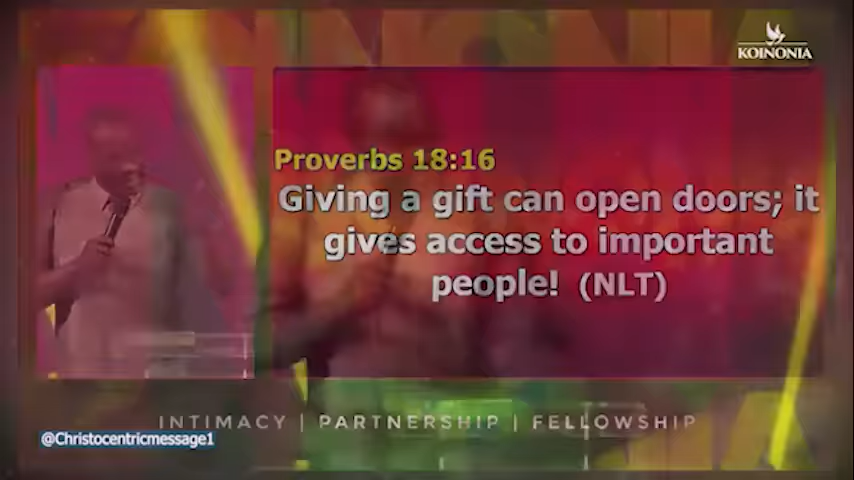 KOINONIA
Proverbs 18:16
Giving a gift can open doors; it
gives access to important
people! (NLT)
INTIMACY | PARTNERSHIP | FELLOWSHIP
@Christocentricmessage1